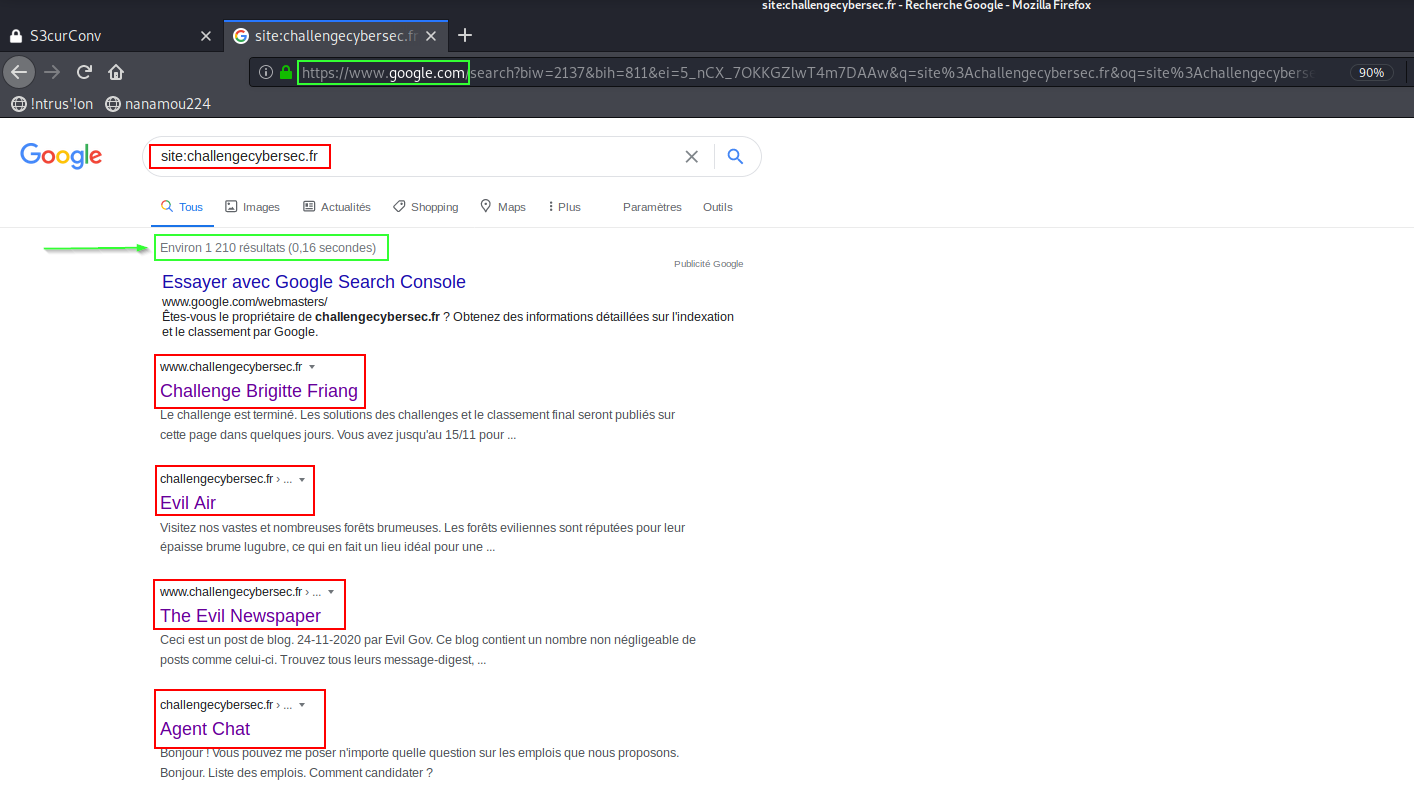 site:challengecybersec.fr - Recherche Google - Mozilla Firefox
S3curConv
site:challengecybersec.fr
https://www.google.com/search?biw=2137&bih=811&ei=5_nCX_7OKKGZlwT4m7DAAw&q=site%3Achallengecybersec.fr&oq=site%3Achallengecyberse
90%
!ntrus'!on nanamou224
Google
site:challengecybersec.fr
Tous Images Actualités Shopping Maps Plus Paramètres Outils
Environ 1 210 résultats (0,16 secondes)
Publicité Google
Essayer avec Google Search Console
www.google.com/webmasters/
Êtes-vous le propriétaire de challengecybersec.fr ? Obtenez des informations détaillées sur l'indexation
et le classement par Google.
www.challengecybersec.fr
Challenge Brigitte Friang
Le challenge est terminé. Les solutions des challenges et le classement final seront publiés sur
cette page dans quelques jours. Vous avez jusqu'au 15/11 pour ...
challengecybersec.fr › ...
Evil Air
Visitez nos vastes et nombreuses forêts brumeuses. Les forêts eviliennes sont réputées pour leur
épaisse brume lugubre, ce qui en fait un lieu idéal pour une ...
www.challengecybersec.fr › ...
The Evil Newspaper
Ceci est un post de blog. 24-11-2020 par Evil Gov. Ce blog contient un nombre non négligeable de
posts comme celui-ci. Trouvez tous leurs message-digest, ...
challengecybersec.fr › ...
Agent Chat
Bonjour ! Vous pouvez me poser n'importe quelle question sur les emplois que nous proposons.
Bonjour. Liste des emplois. Comment candidater ?